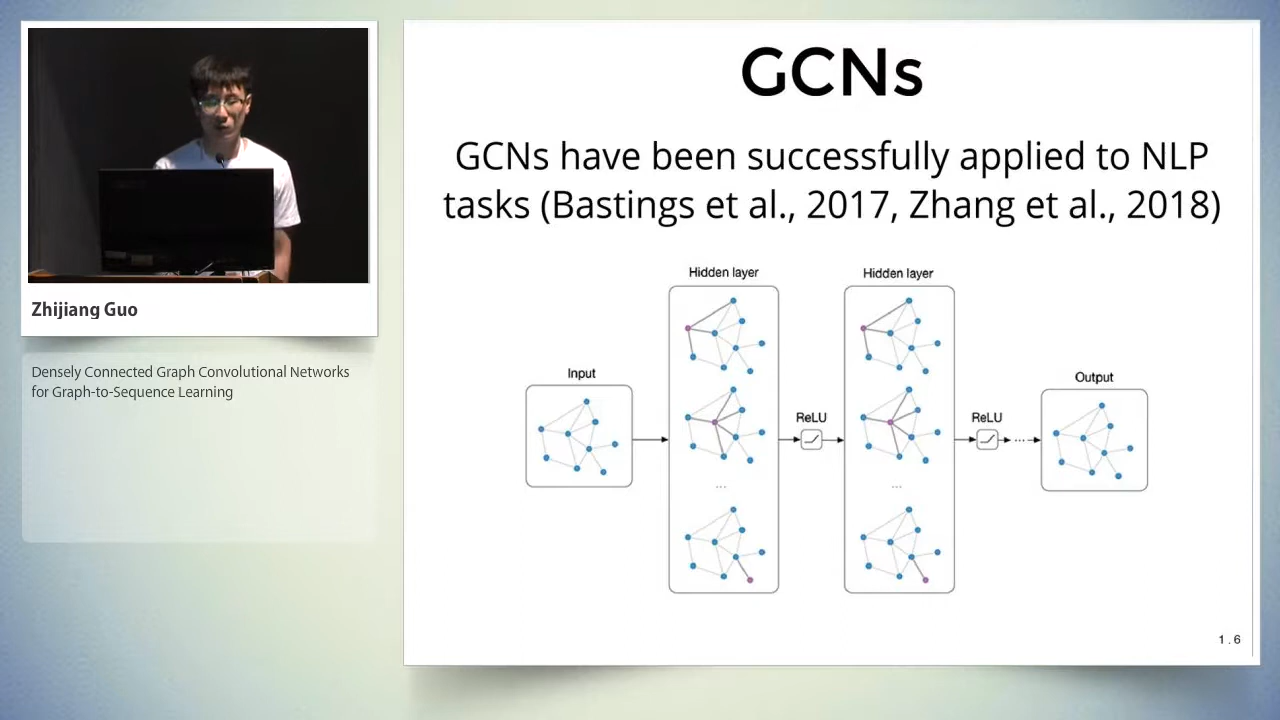 Zhijiang Guo
Densely Connected Graph Convolutional Networks
for Graph-to-Sequence Learning
GCNs
GCNs have been successfully applied to NLP
tasks (Bastings et al., 2017, Zhang et al., 2018)
Hidden layer
Hidden layer
Input
Output
ReLU
ReLU
...
...
...
1 . 6